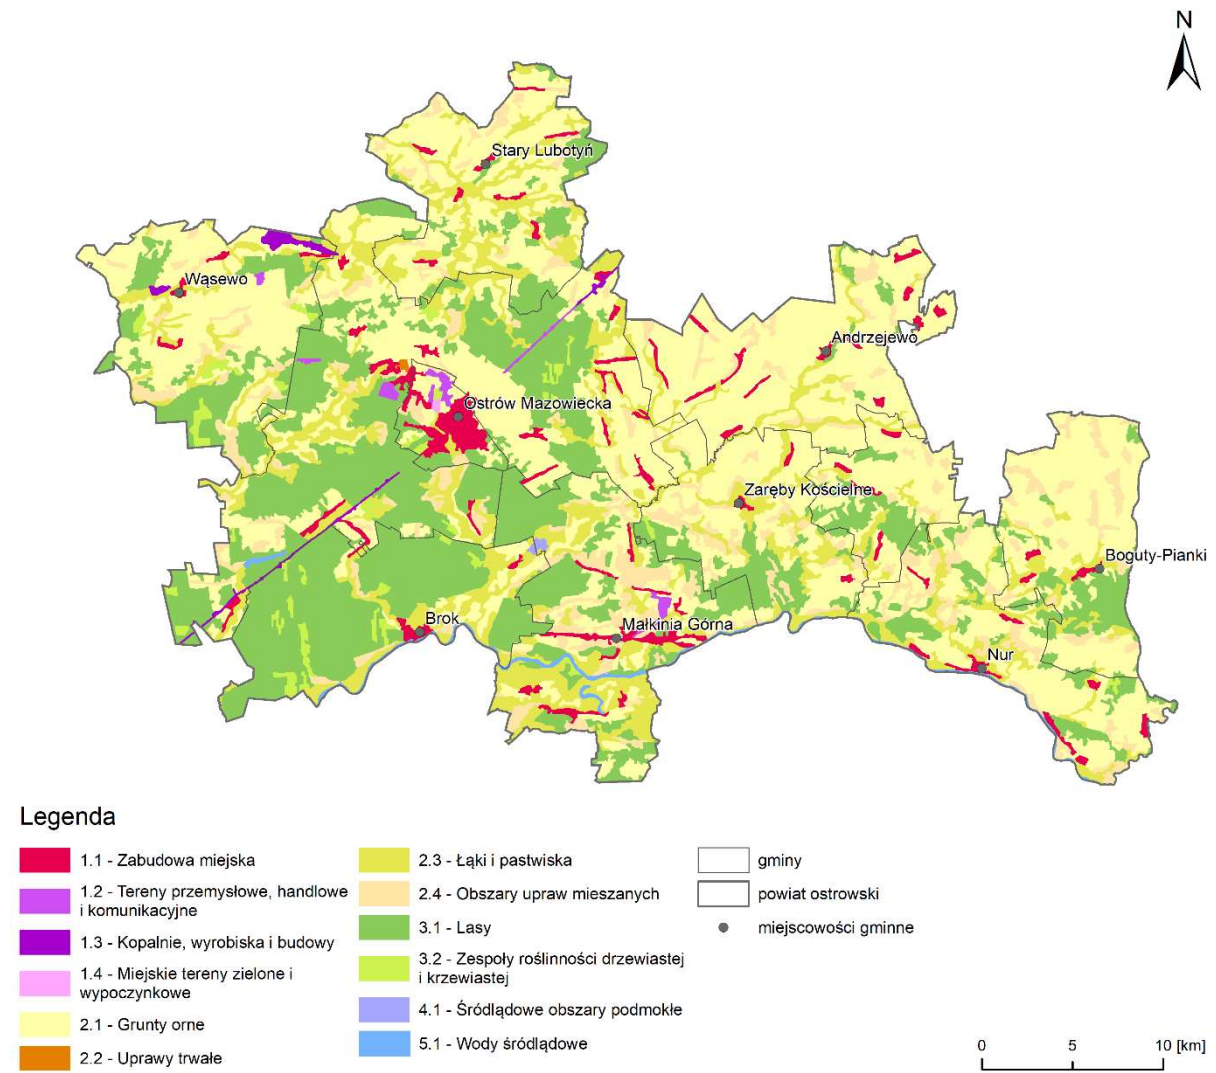 N
Stary Lubotyń
Wąsewo
Andrzejewo
Ostrów Mazowiecka
Zaręby Kościelne
Boguty-Pianki
Brok
Małkinia Górna
Nur
Legenda
1.1 - Zabudowa miejska
1.2 - Tereny przemysłowe, handlowe
i komunikacyjne
1.3 - Kopalnie, wyrobiska i budowy
1.4 - Miejskie tereny zielone i
wypoczynkowe
2.1 - Grunty orne
2.2 - Uprawy trwałe
2.3 - Łąki i pastwiska
2.4 - Obszary upraw mieszanych
3.1 - Lasy
3.2 - Zespoły roślinności drzewiastej
i krzewiastej
4.1 - Śródlądowe obszary podmokłe
5.1 - Wody śródlądowe
gminy
powiat ostrowski
miejscowości gminne
0 5 10 [km]